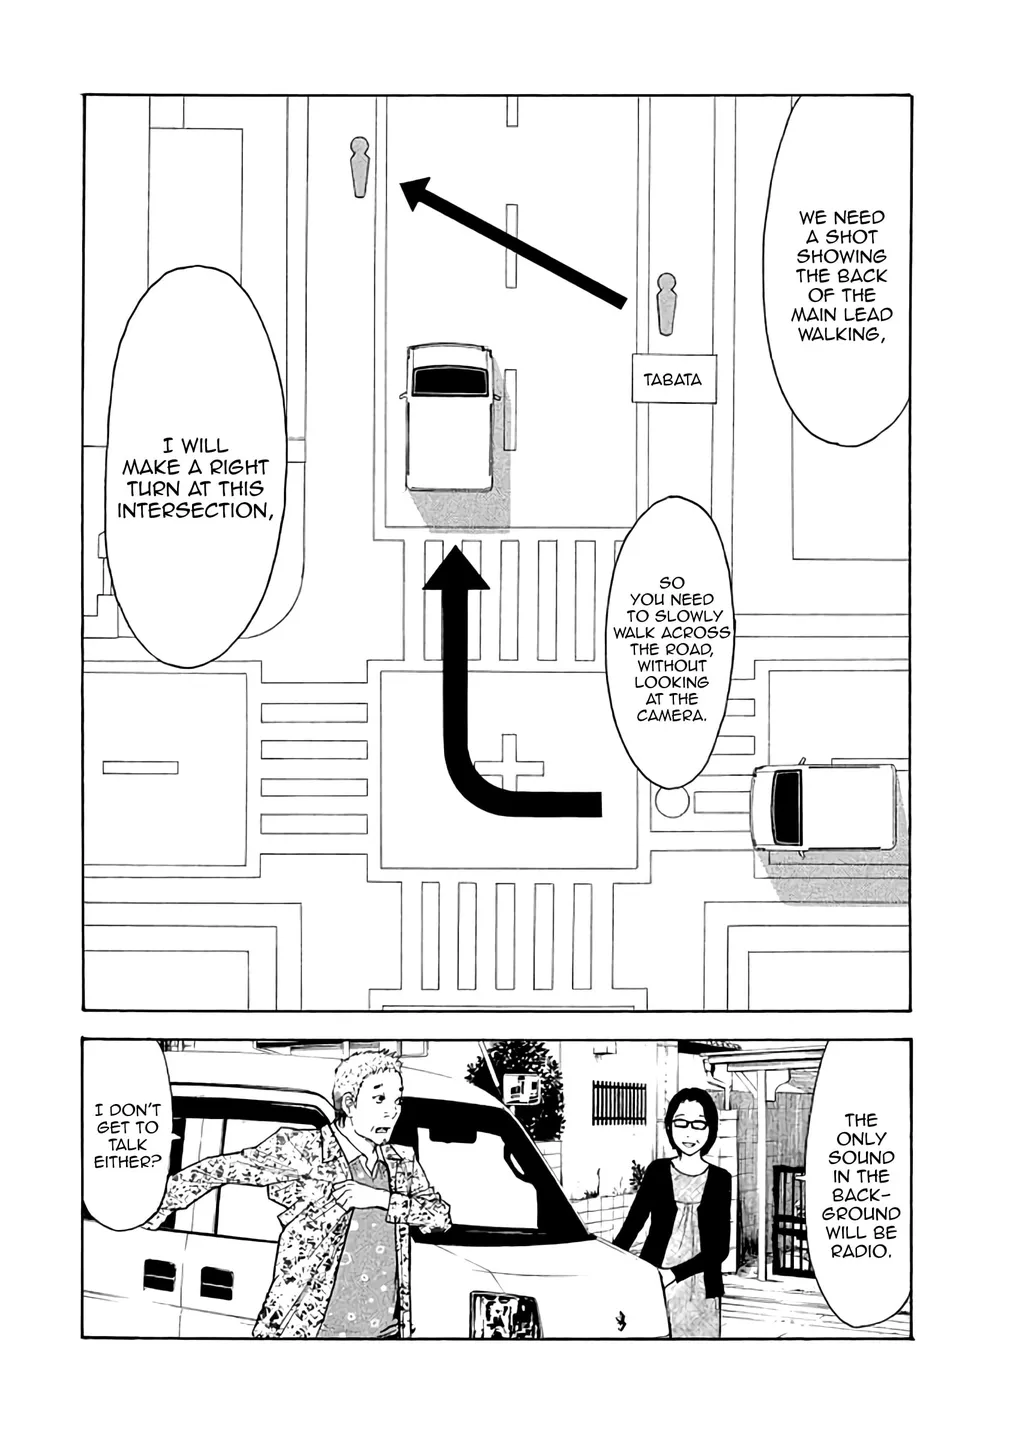 WE NEED
A SHOT
SHOWING
THE BACK
OF THE
MAIN LEAD
WALKING,
I WILL
MAKE A RIGHT
TURN AT THIS
INTERSECTION,
TABATA
SO
YOU NEED
TO SLOWLY
WALK ACROSS
THE ROAD,
WITHOUT
LOOKING
AT THE
CAMERA.
THE
ONLY
SOUND
IN THE
BACK-
GROUND
WILL BE
RADIO.
I DON'T
GET TO
TALK
EITHER?